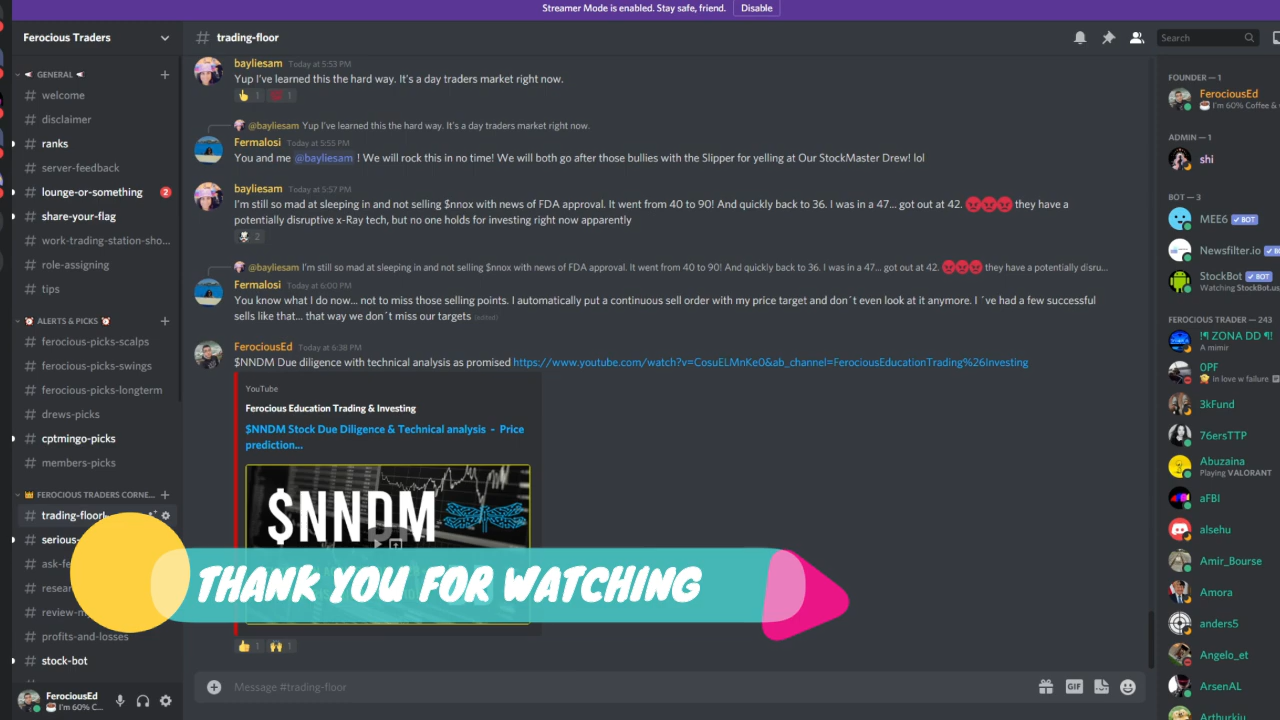 Streamer Mode is enabled. Stay safe, friend. Disable
Ferocious Traders
GENERAL
welcome
disclaimer
ranks
server-feedback
lounge-or-something 2
share-your-flag
work-trading-station-sho...
role-assigning
tips
ALERTS & PICKS
ferocious-picks-scalps
ferocious-picks-swings
ferocious-picks-longterm
drews-picks
cptmingo-picks
members-picks
FEROCIOUS TRADERS CORNE...
trading-floor
serious-
ask-fe
resear
review-m
profits-and-losses
stock-bot
FerociousEd
I'm 60% C...
# trading-floor
Search
bayliesam Today at 5:53 PM
Yup I've learned this the hard way. It's a day traders market right now.
1 1
@bayliesam Yup I've learned this the hard way. It's a day traders market right now.
Fermalosi Today at 5:55 PM
You and me @bayliesam ! We will rock this in no time! We will both go after those bullies with the Slipper for yelling at Our StockMaster Drew! lol
bayliesam Today at 5:57 PM
I'm still so mad at sleeping in and not selling $nnox with news of FDA approval. It went from 40 to 90! And quickly back to 36. I was in a 47... got out at 42. they have a
potentially disruptive x-Ray tech, but no one holds for investing right now apparently
2
@bayliesam I'm still so mad at sleeping in and not selling $nnox with news of FDA approval. It went from 40 to 90! And quickly back to 36. I was in a 47... got out at 42. they have a potentially disru...
Fermalosi Today at 6:00 PM
You know what I do now... not to miss those selling points. I automatically put a continuous sell order with my price target and don´t even look at it anymore. I ´ve had a few successful
sells like that... that way we don´t miss our targets (edited)
FerociousEd Today at 6:38 PM
$NNDM Due diligence with technical analysis as promised https://www.youtube.com/watch?v=CosuELMnKe0&ab_channel=FerociousEducationTrading%26Investing
YouTube
Ferocious Education Trading & Investing
$NNDM Stock Due Diligence & Technical analysis - Price
prediction...
$NNDM
THANK YOU FOR WATCHING
1 1
Message #trading-floor
GIF
FOUNDER — 1
FerociousEd
I'm 60% Coffee &
ADMIN — 1
shi
BOT — 3
MEE6 BOT
Newsfilter.io
StockBot BOT
Watching StockBot.us
FEROCIOUS TRADER — 243
!¶ ZONA DD ¶!
A mimir
0PF
In love w failure
3kFund
76ersTTP
Abuzaina
Playing VALORANT
aFBI
alsehu
Amir_Bourse
Amora
anders5
Angelo_et
ArsenAL
Arthurkiu